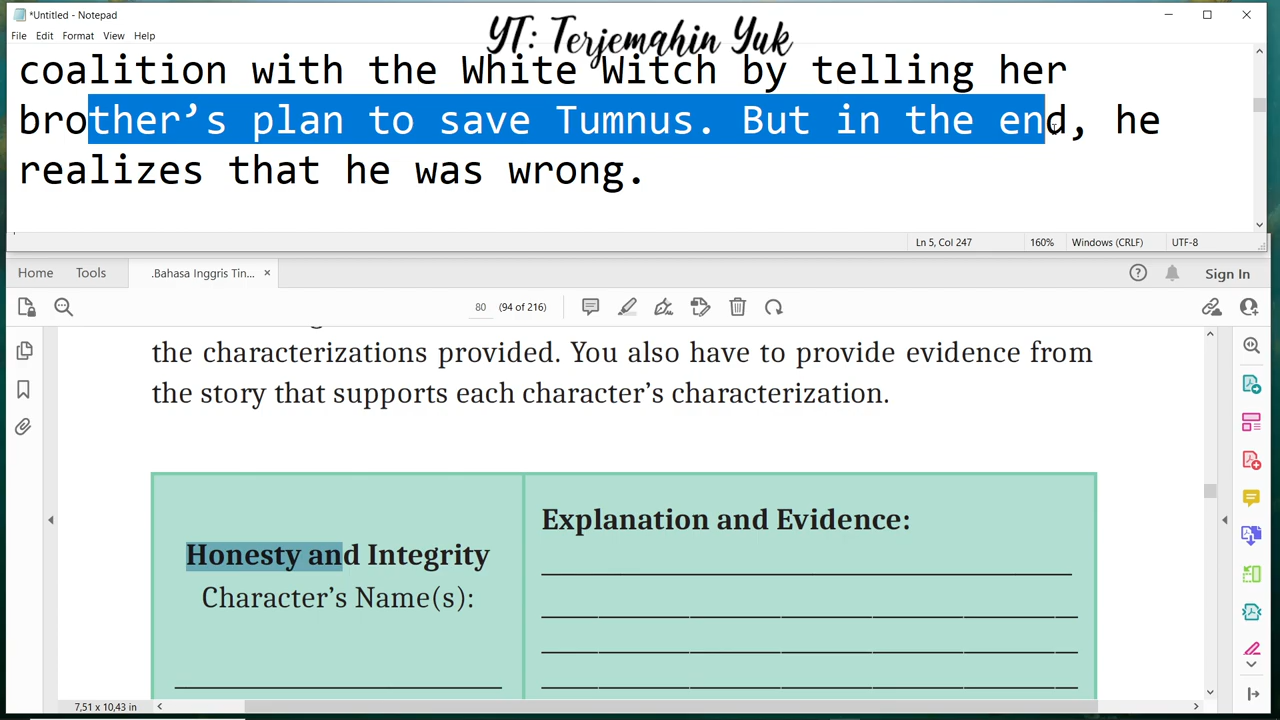 *Untitled - Notepad
YT: Terjemahin Yuk
File Edit Format View Help
coalition with the White Witch by telling her
brother’s plan to save Tumnus. But in the end, he
realizes that he was wrong.
Ln 5, Col 247 160% Windows (CRLF) UTF-8
Home Tools .Bahasa Inggris Tin... × Sign In
80 (94 of 216)
the characterizations provided. You also have to provide evidence from
the story that supports each character’s characterization.
Explanation and Evidence:
Honesty and Integrity
Character’s Name(s):
7,51 x 10,43 in